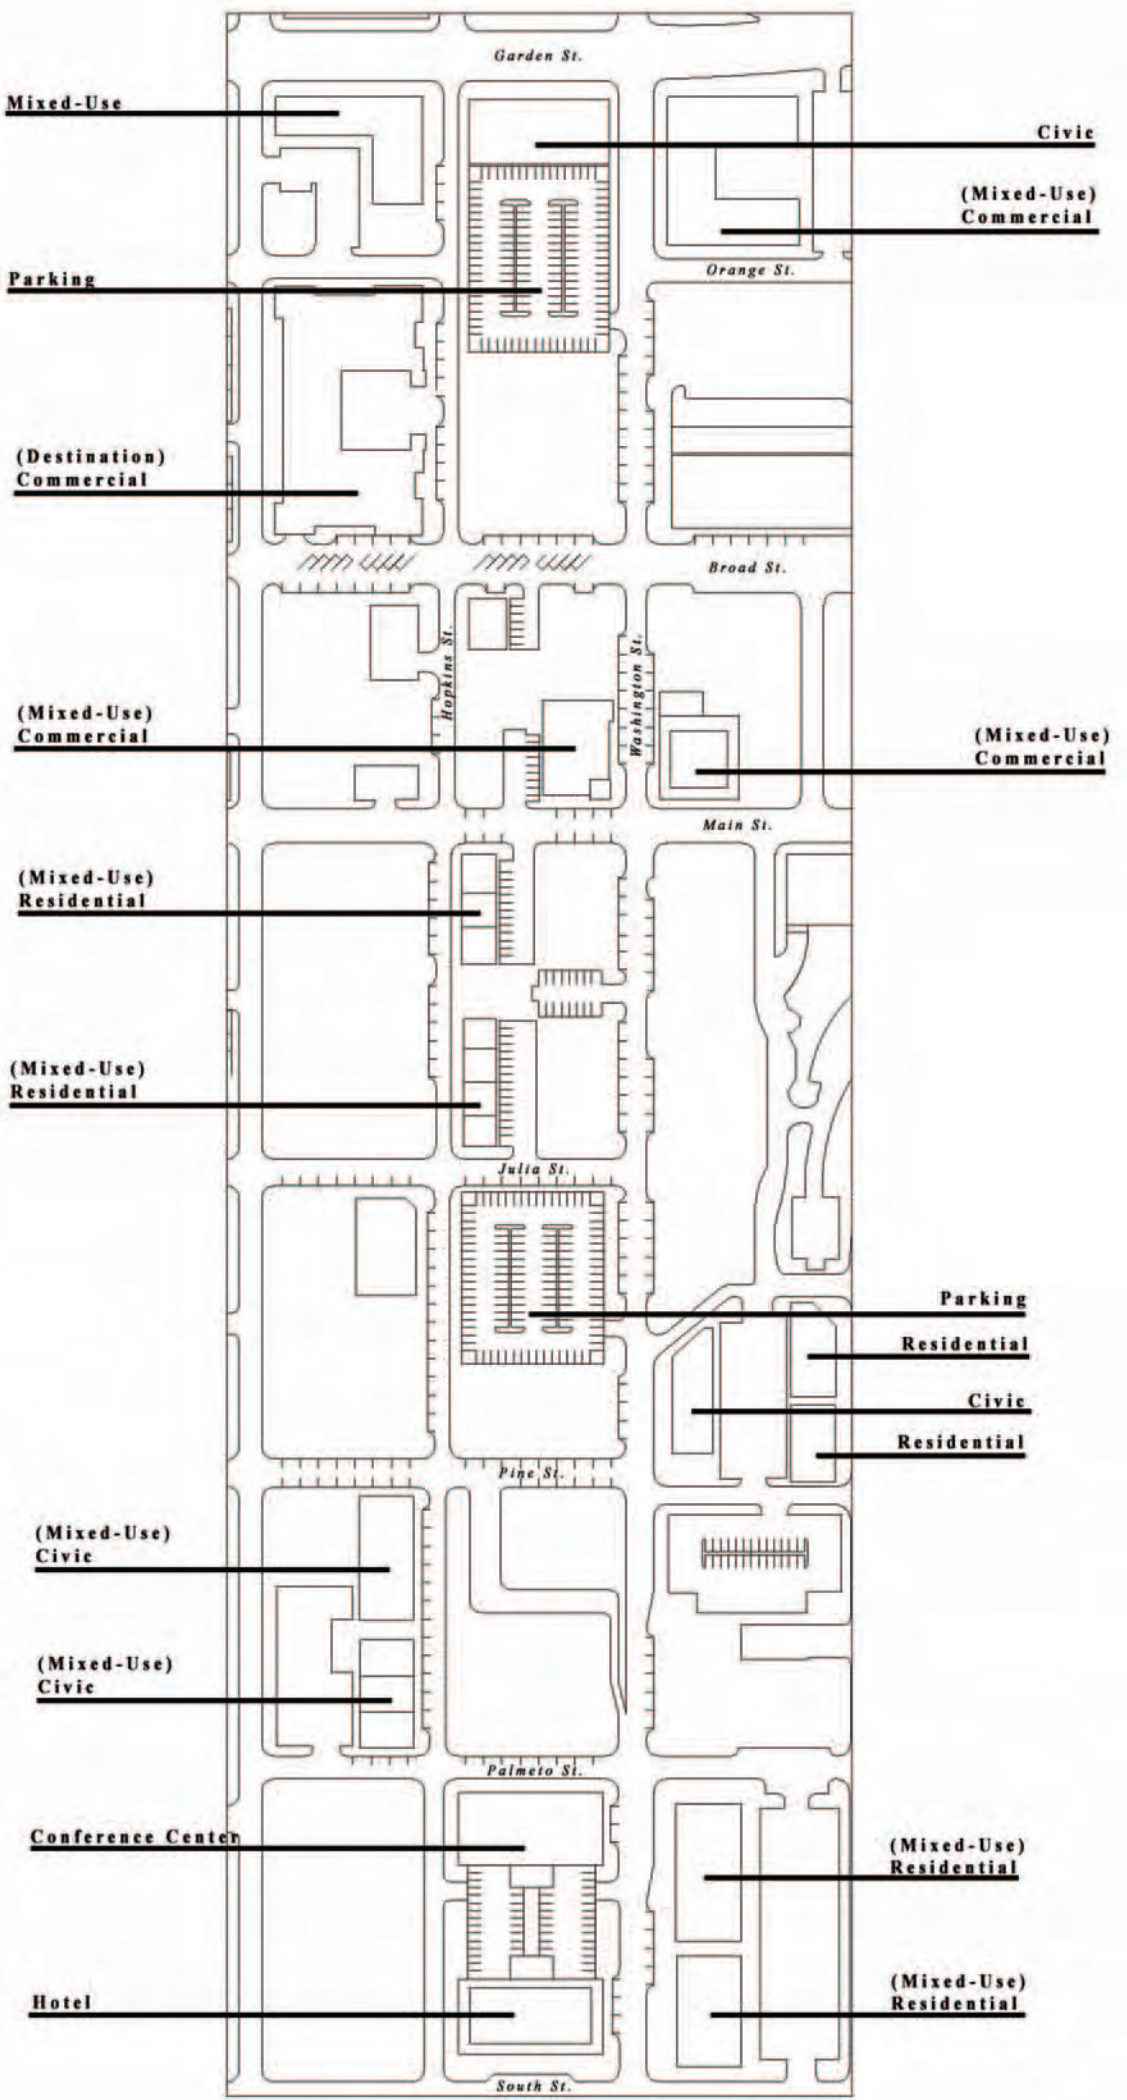 Garden St.
Mixed-Use
Civic
(Mixed-Use)
Commercial
Orange St.
Parking
(Destination)
Commercial
Broad St.
Hopkins St.
Washington St.
(Mixed-Use)
Commercial
(Mixed-Use)
Commercial
Main St.
(Mixed-Use)
Residential
(Mixed-Use)
Residential
Julia St.
Parking
Residential
Civic
Residential
Pine St.
(Mixed-Use)
Civic
(Mixed-Use)
Civic
Palmeto St.
Conference Center
(Mixed-Use)
Residential
Hotel
(Mixed-Use)
Residential
South St.